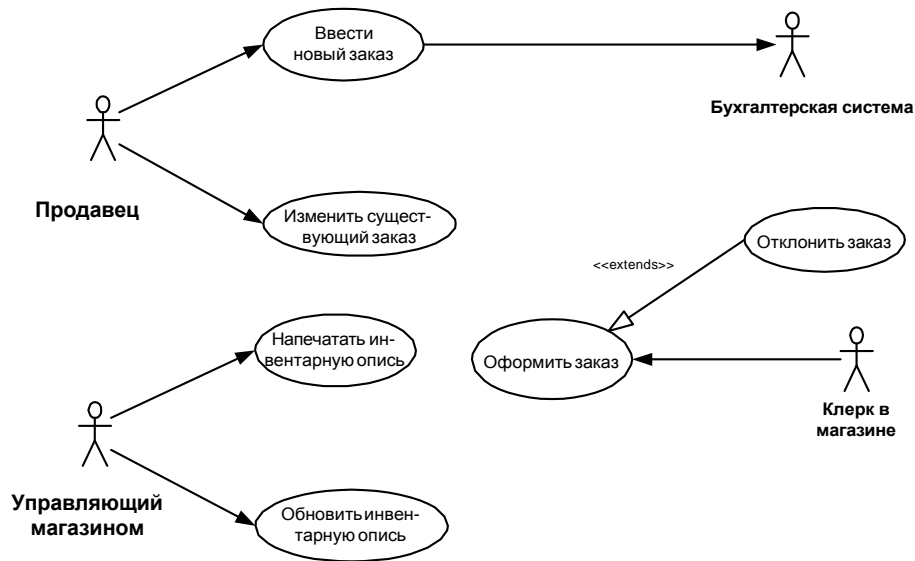 Ввести
новый заказ
Бухгалтерская система
Продавец
Изменить сущест-
вующий заказ
Отклонить заказ
<<extends>>
Напечатать ин-
вентарную опись
Оформить заказ
Клерк в
магазине
Управляющий
магазином
Обновить инвен-
тарную опись